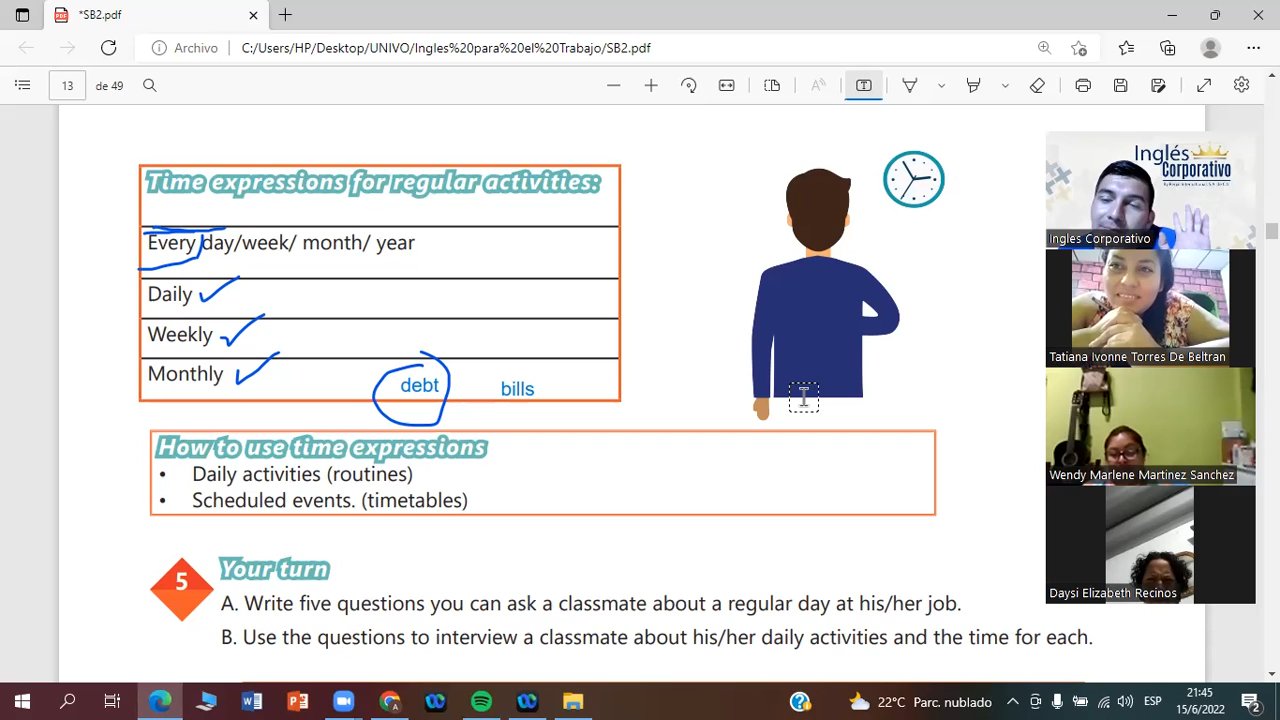 *SB2.pdf
Archivo
C:/Users/HP/Desktop/UNIVO/Ingles%20para%20el%20Trabajo/SB2.pdf
13
de 49
Time expressions for regular activities:
Every day/week/ month/ year
Daily
Weekly
Monthly
debt
bills
How to use time expressions
• Daily activities (routines)
• Scheduled events. (timetables)
5
Your turn
A. Write five questions you can ask a classmate about a regular day at his/her job.
B. Use the questions to interview a classmate about his/her daily activities and the time for each.
Inglés
Corporativo
Ingles Corporativo
Tatiana Ivonne Torres De Beltran
Wendy Marlene Martinez Sanchez
Daysi Elizabeth Recinos
22°C Parc. nublado
ESP
21:45
15/6/2022
2